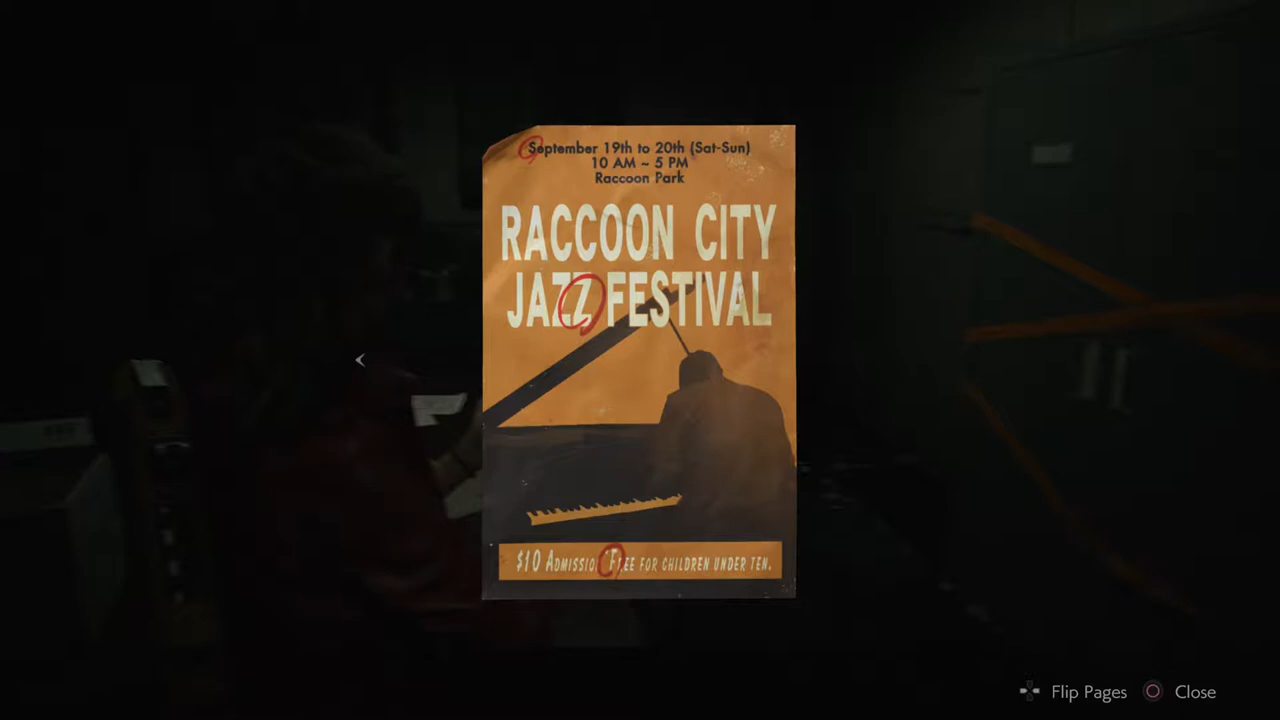 September 19th to 20th (Sat-Sun)
10 AM ~ 5 PM
Raccoon Park
RACCOON CITY
JAZZ FESTIVAL
$10 ADMISSION FREE FOR CHILDREN UNDER TEN.
Flip Pages Close